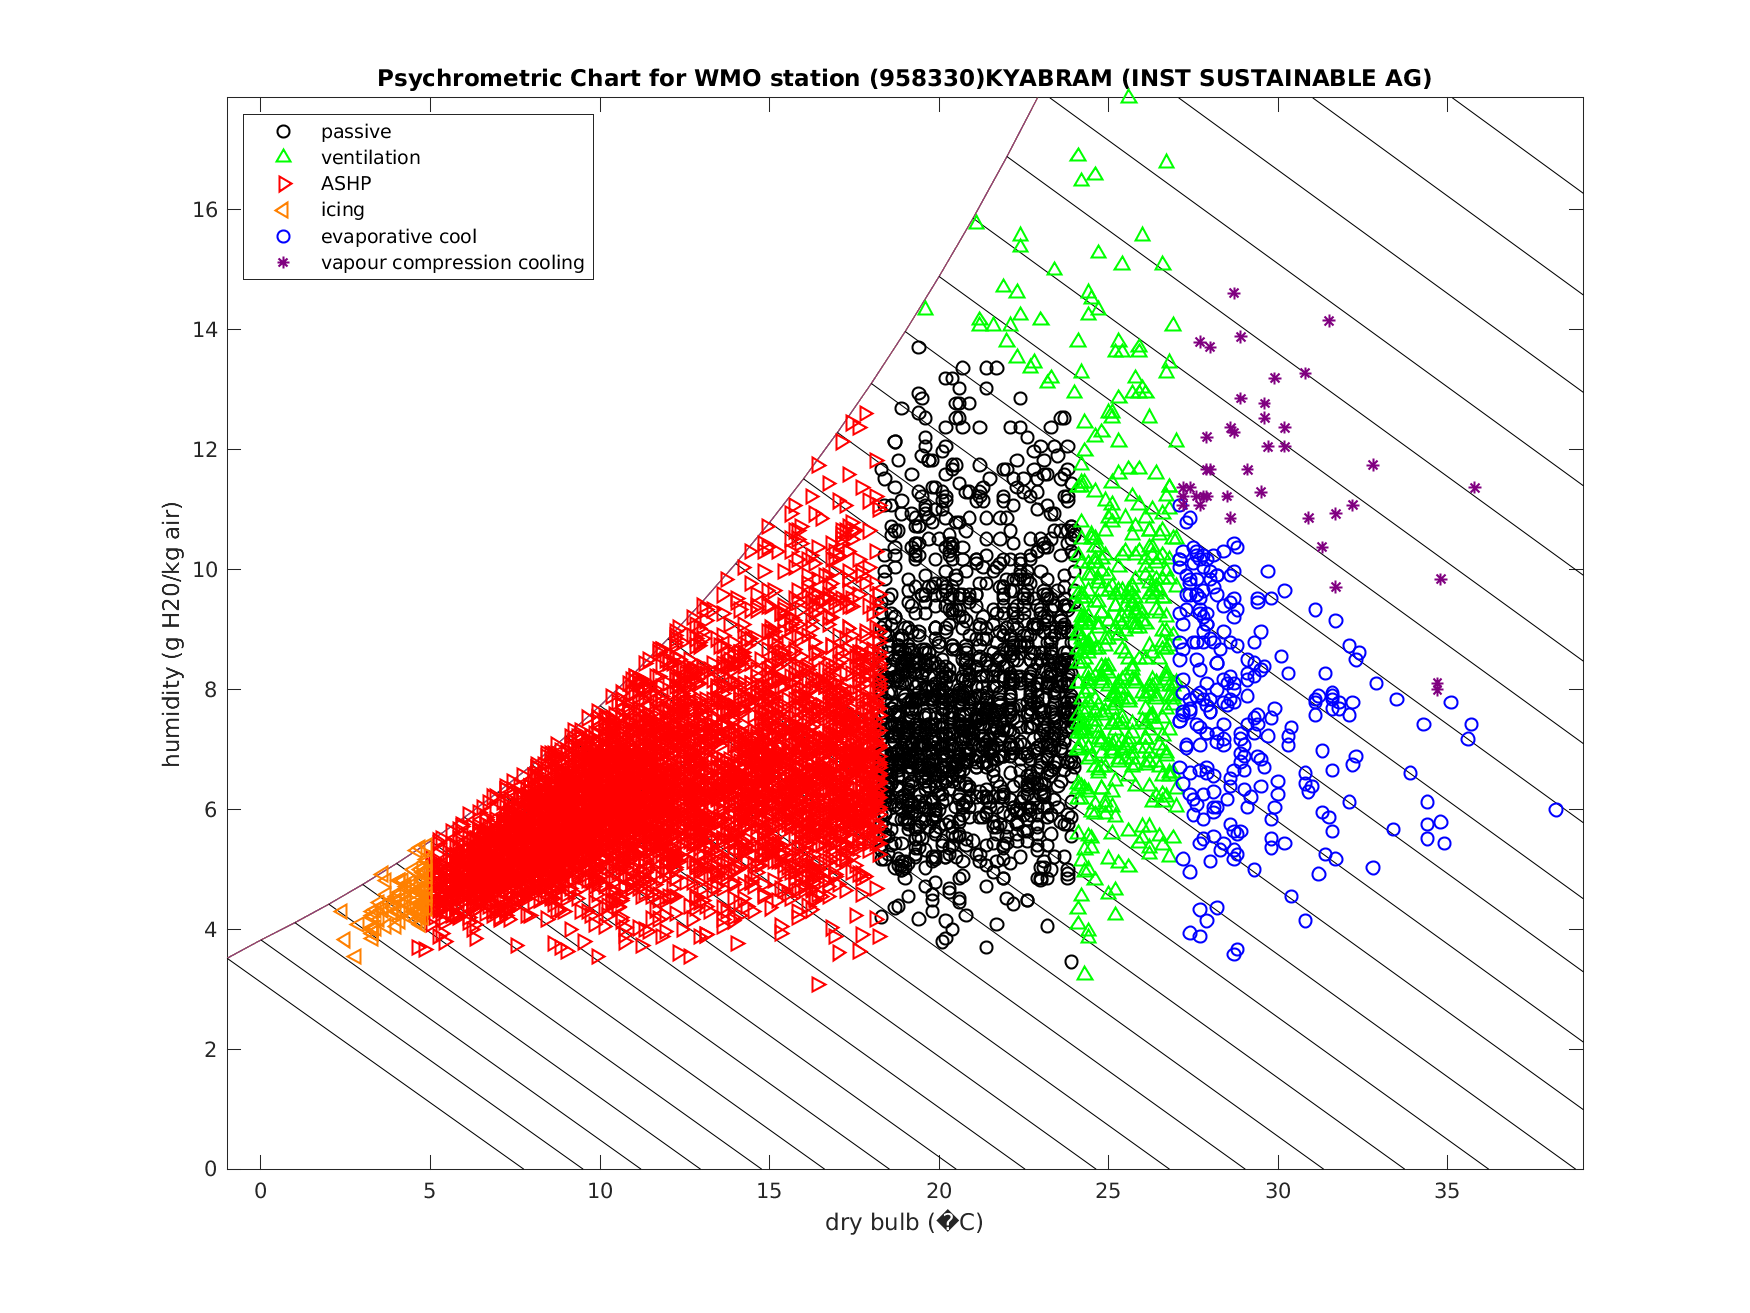 Psychrometric Chart for WMO station (958330)KYABRAM (INST SUSTAINABLE AG)
passive
ventilation
ASHP
icing
evaporative cool
vapour compression cooling
humidity (g H20/kg air)
16
14
12
10
8
6
4
2
0
0 5 10 15 20 25 30 35
dry bulb (�C)